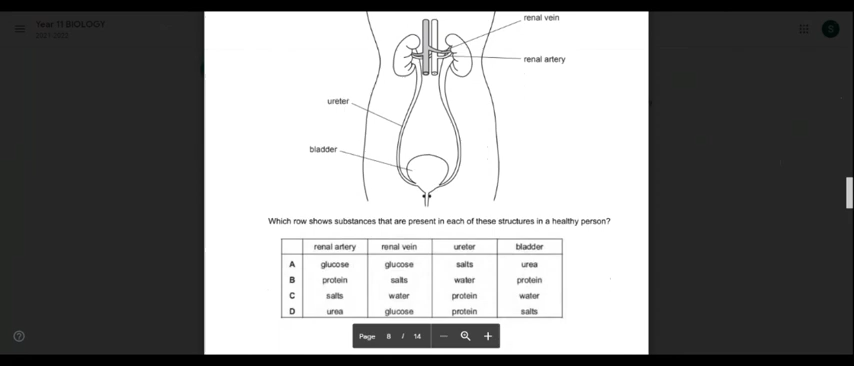 Year 11 BIOLOGY
S
renal vein
renal artery
ureter
bladder
Which row shows substances that are present in each of these structures in a healthy person?
renal artery renal vein ureter bladder
A glucose glucose salts urea
B protein salts water protein
C salts water protein water
D urea glucose protein salts
Page 8 / 14